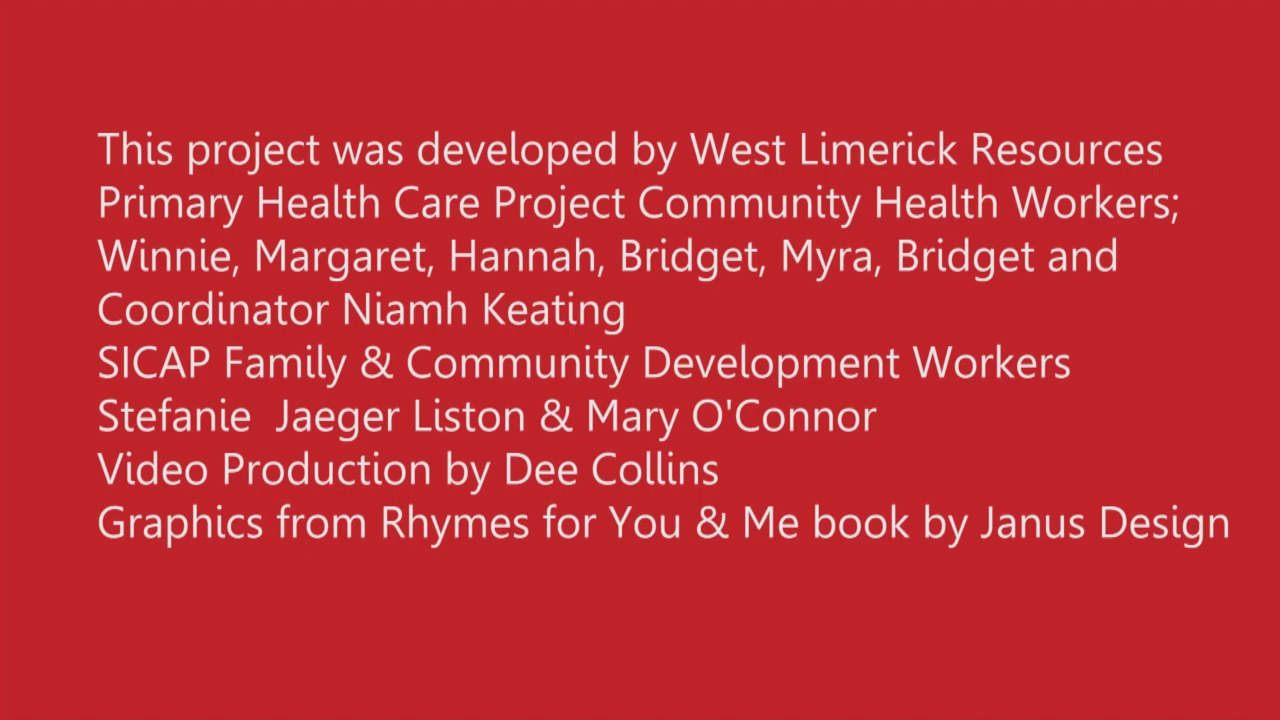 This project was developed by West Limerick Resources
Primary Health Care Project Community Health Workers;
Winnie, Margaret, Hannah, Bridget, Myra, Bridget and
Coordinator Niamh Keating
SICAP Family & Community Development Workers
Stefanie  Jaeger Liston & Mary O'Connor
Video Production by Dee Collins
Graphics from Rhymes for You & Me book by Janus Design